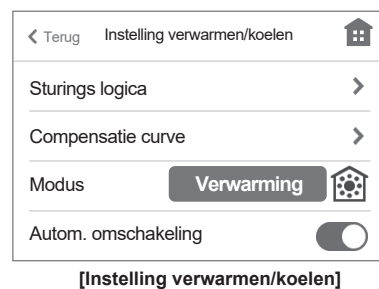 Terug Instelling verwarmen/koelen
Sturings logica
Compensatie curve
Modus Verwarming
Autom. omschakeling
[Instelling verwarmen/koelen]